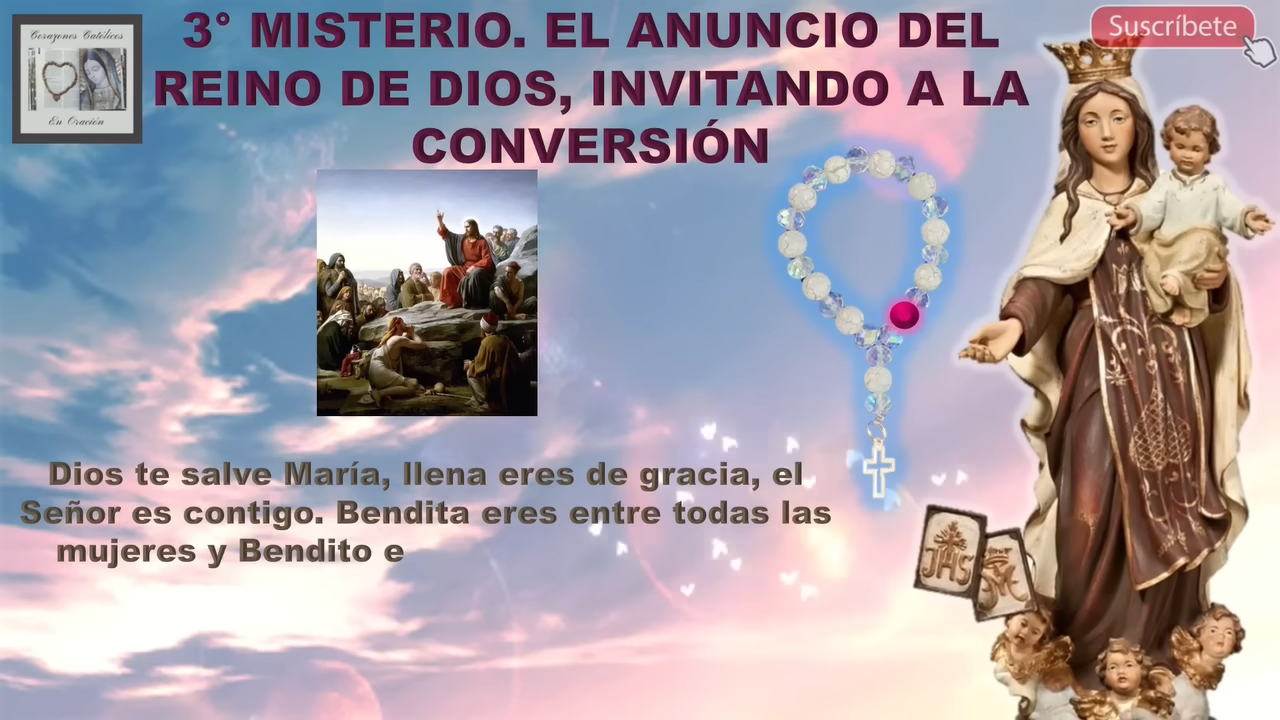 3° MISTERIO. EL ANUNCIO DEL
REINO DE DIOS, INVITANDO A LA
CONVERSIÓN
Suscríbete
Corazones Católicos
En Oración
Dios te salve María, llena eres de gracia, el
Señor es contigo. Bendita eres entre todas las
mujeres y Bendito e
JHS